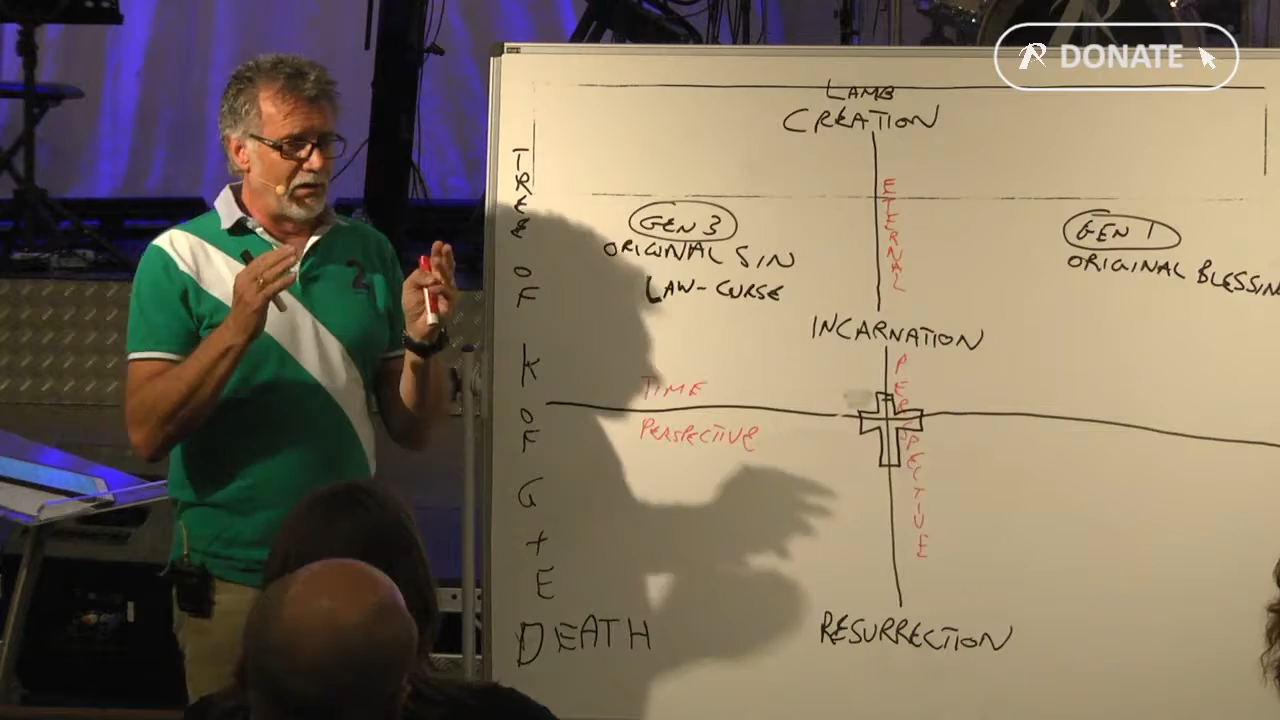 DONATE
LAMB
CREATION
TREE OF K OF G + E
ETERNAL
GEN 3
ORIGINAL SIN
LAW-CURSE
GEN 1
ORIGINAL BLESSIN
INCARNATION
TIME
PERSPECTIVE
PERSPECTIVE
DEATH
RESURRECTION
2